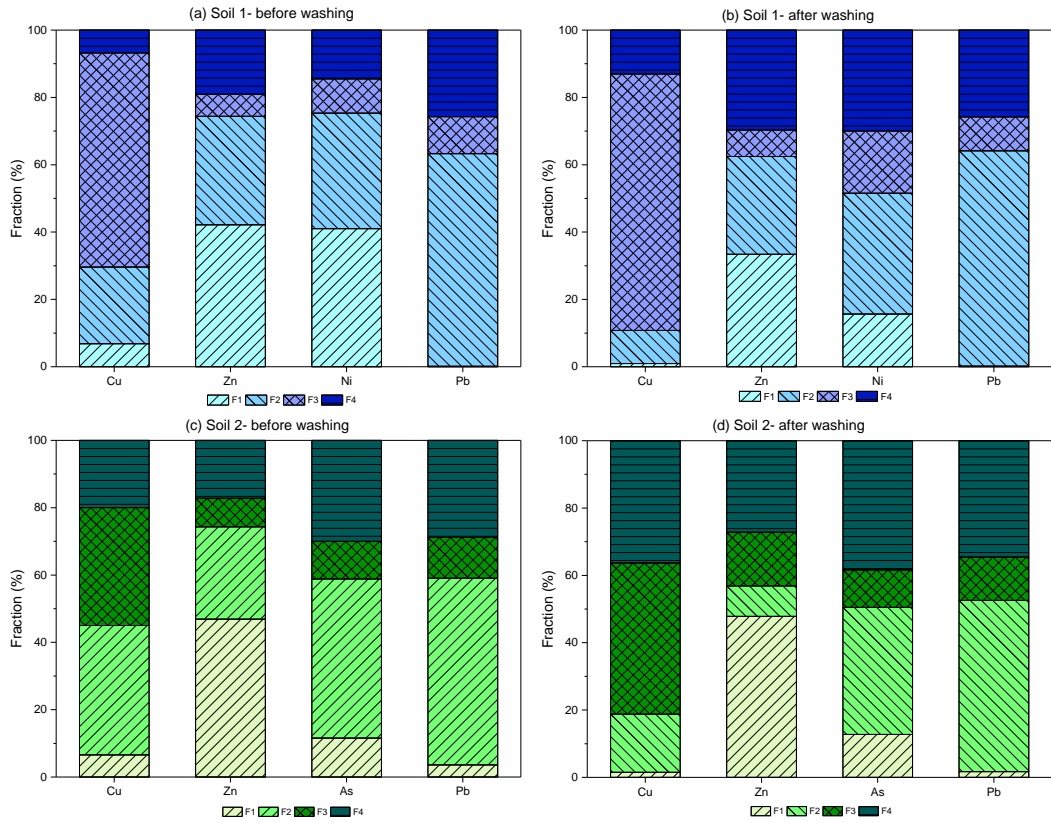 (a) Soil 1- before washing
100
80
60
40
20
0
Fraction (%)
Cu Zn Ni Pb
F1 F2 F3 F4
(b) Soil 1- after washing
100
80
60
40
20
0
Fraction (%)
Cu Zn Ni Pb
F1 F2 F3 F4
(c) Soil 2- before washing
100
80
60
40
20
0
Fraction (%)
Cu Zn As Pb
F1 F2 F3 F4
(d) Soil 2- after washing
100
80
60
40
20
0
Fraction (%)
Cu Zn As Pb
F1 F2 F3 F4